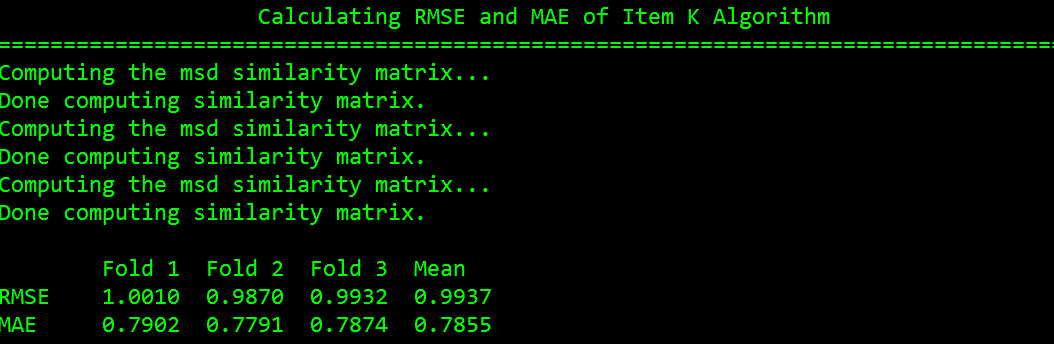 Calculating RMSE and MAE of Item K Algorithm
=================================================================================
Computing the msd similarity matrix...
Done computing similarity matrix.
Computing the msd similarity matrix...
Done computing similarity matrix.
Computing the msd similarity matrix...
Done computing similarity matrix.
Fold 1 Fold 2 Fold 3 Mean
RMSE 1.0010 0.9870 0.9932 0.9937
MAE 0.7902 0.7791 0.7874 0.7855